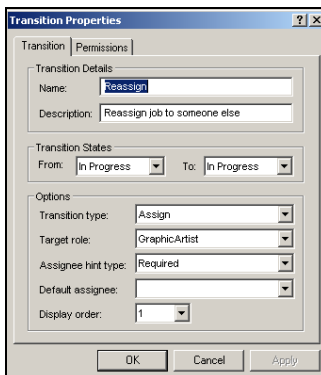 Transition Properties
Transition Permissions
Transition Details
Name: Reassign
Description: Reassign job to someone else
Transition States
From: In Progress To: In Progress
Options
Transition type: Assign
Target role: GraphicArtist
Assignee hint type: Required
Default assignee:
Display order: 1
OK Cancel Apply